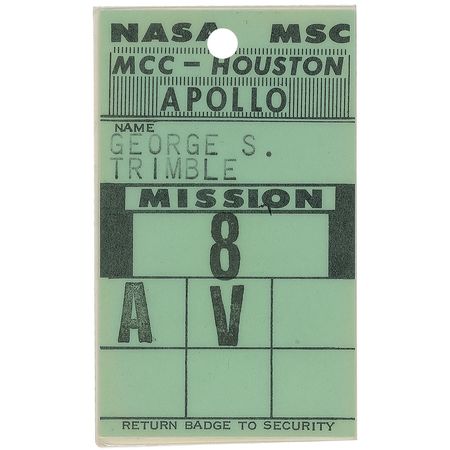 NASA MSC
MCC - HOUSTON
APOLLO
NAME
GEORGE S.
TRIMBLE
MISSION
8
A V
RETURN BADGE TO SECURITY